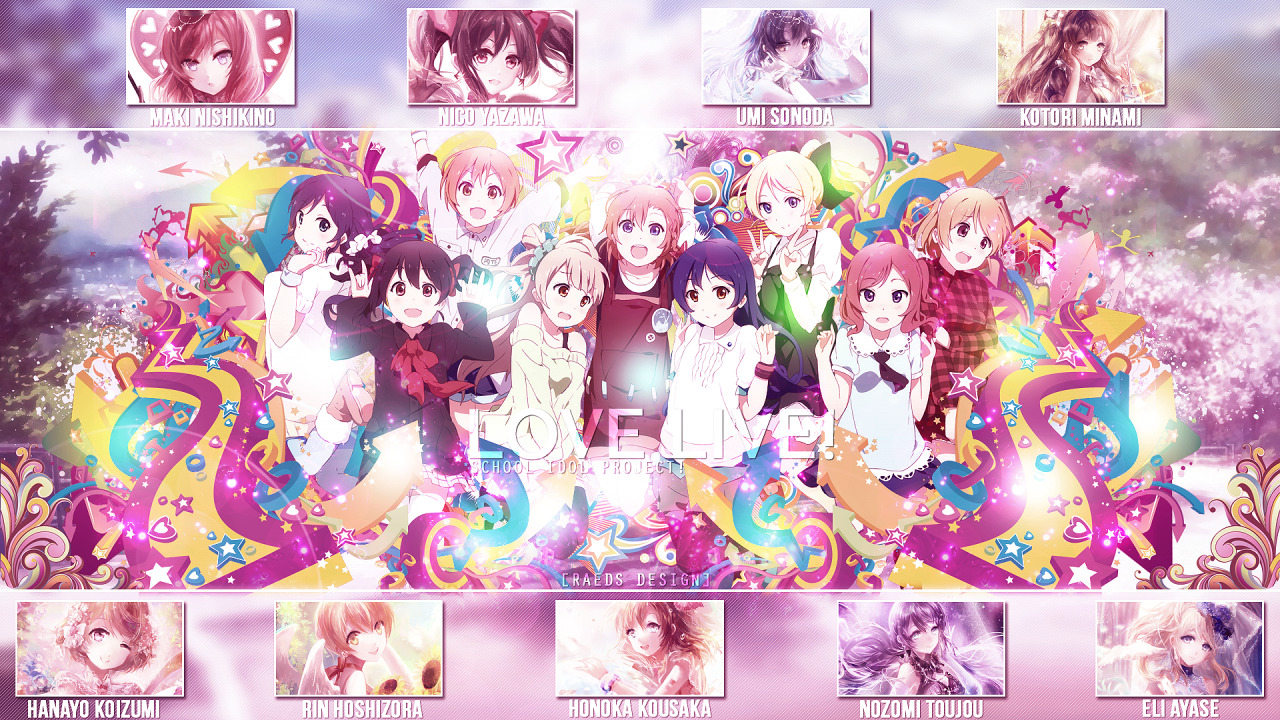 MAKI NISHIKINO
NICO YAZAWA
UMI SONODA
KOTORI MINAMI
LOVE LIVE!
SCHOOL IDOL PROJECT!
[RAEDS DESIGN]
HANAYO KOIZUMI
RIN HOSHIZORA
HONOKA KOUSAKA
NOZOMI TOUJOU
ELI AYASE